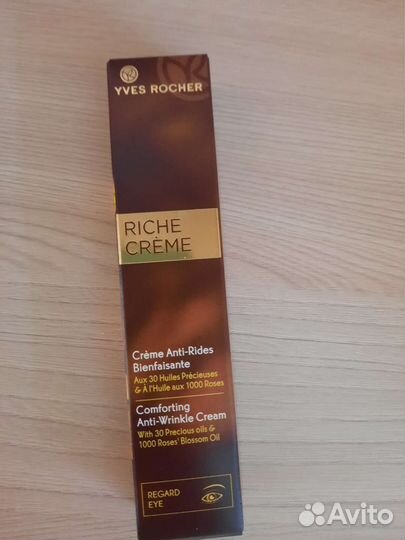 YVES ROCHER
RICHE
CRÈME
Crème Anti-Rides
Bienfaisante
Aux 30 Huiles Précieuses
& À l'Huile aux 1000 Roses
Comforting
Anti-Wrinkle Cream
With 30 Precious oils &
1000 Roses' Blossom Oil
REGARD
EYE
Avito